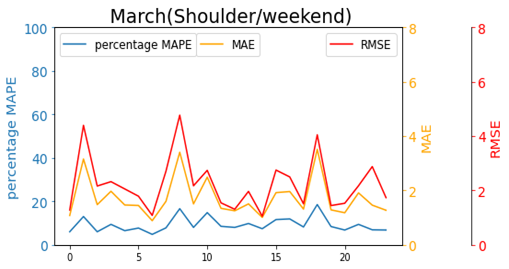 March(Shoulder/weekend)
percentage MAPE MAE RMSE
100
80
60
40
20
0
percentage MAPE
8
6
4
2
0
MAE
8
6
4
2
0
RMSE
0 5 10 15 20